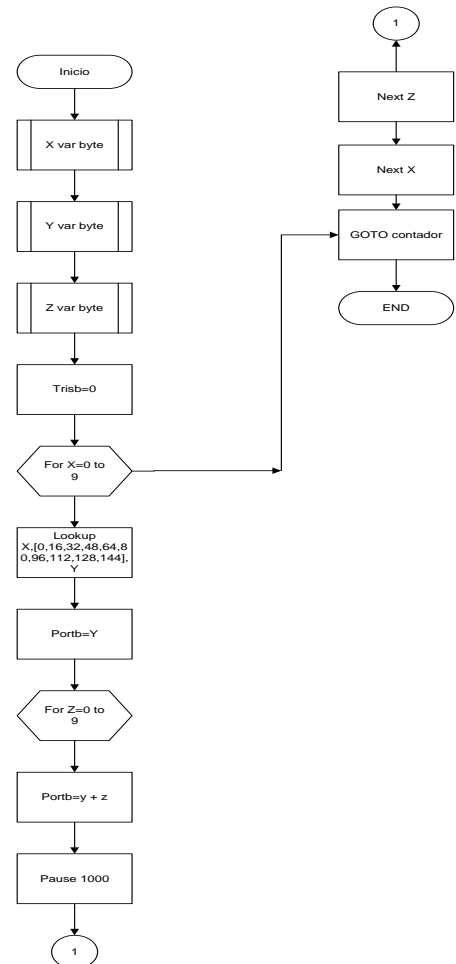 Inicio
X var byte
Y var byte
Z var byte
Trisb=0
For X=0 to
9
Lookup
X,[0,16,32,48,64,8
0,96,112,128,144],
Y
Portb=Y
For Z=0 to
9
Portb=y + z
Pause 1000
1
1
Next Z
Next X
GOTO contador
END